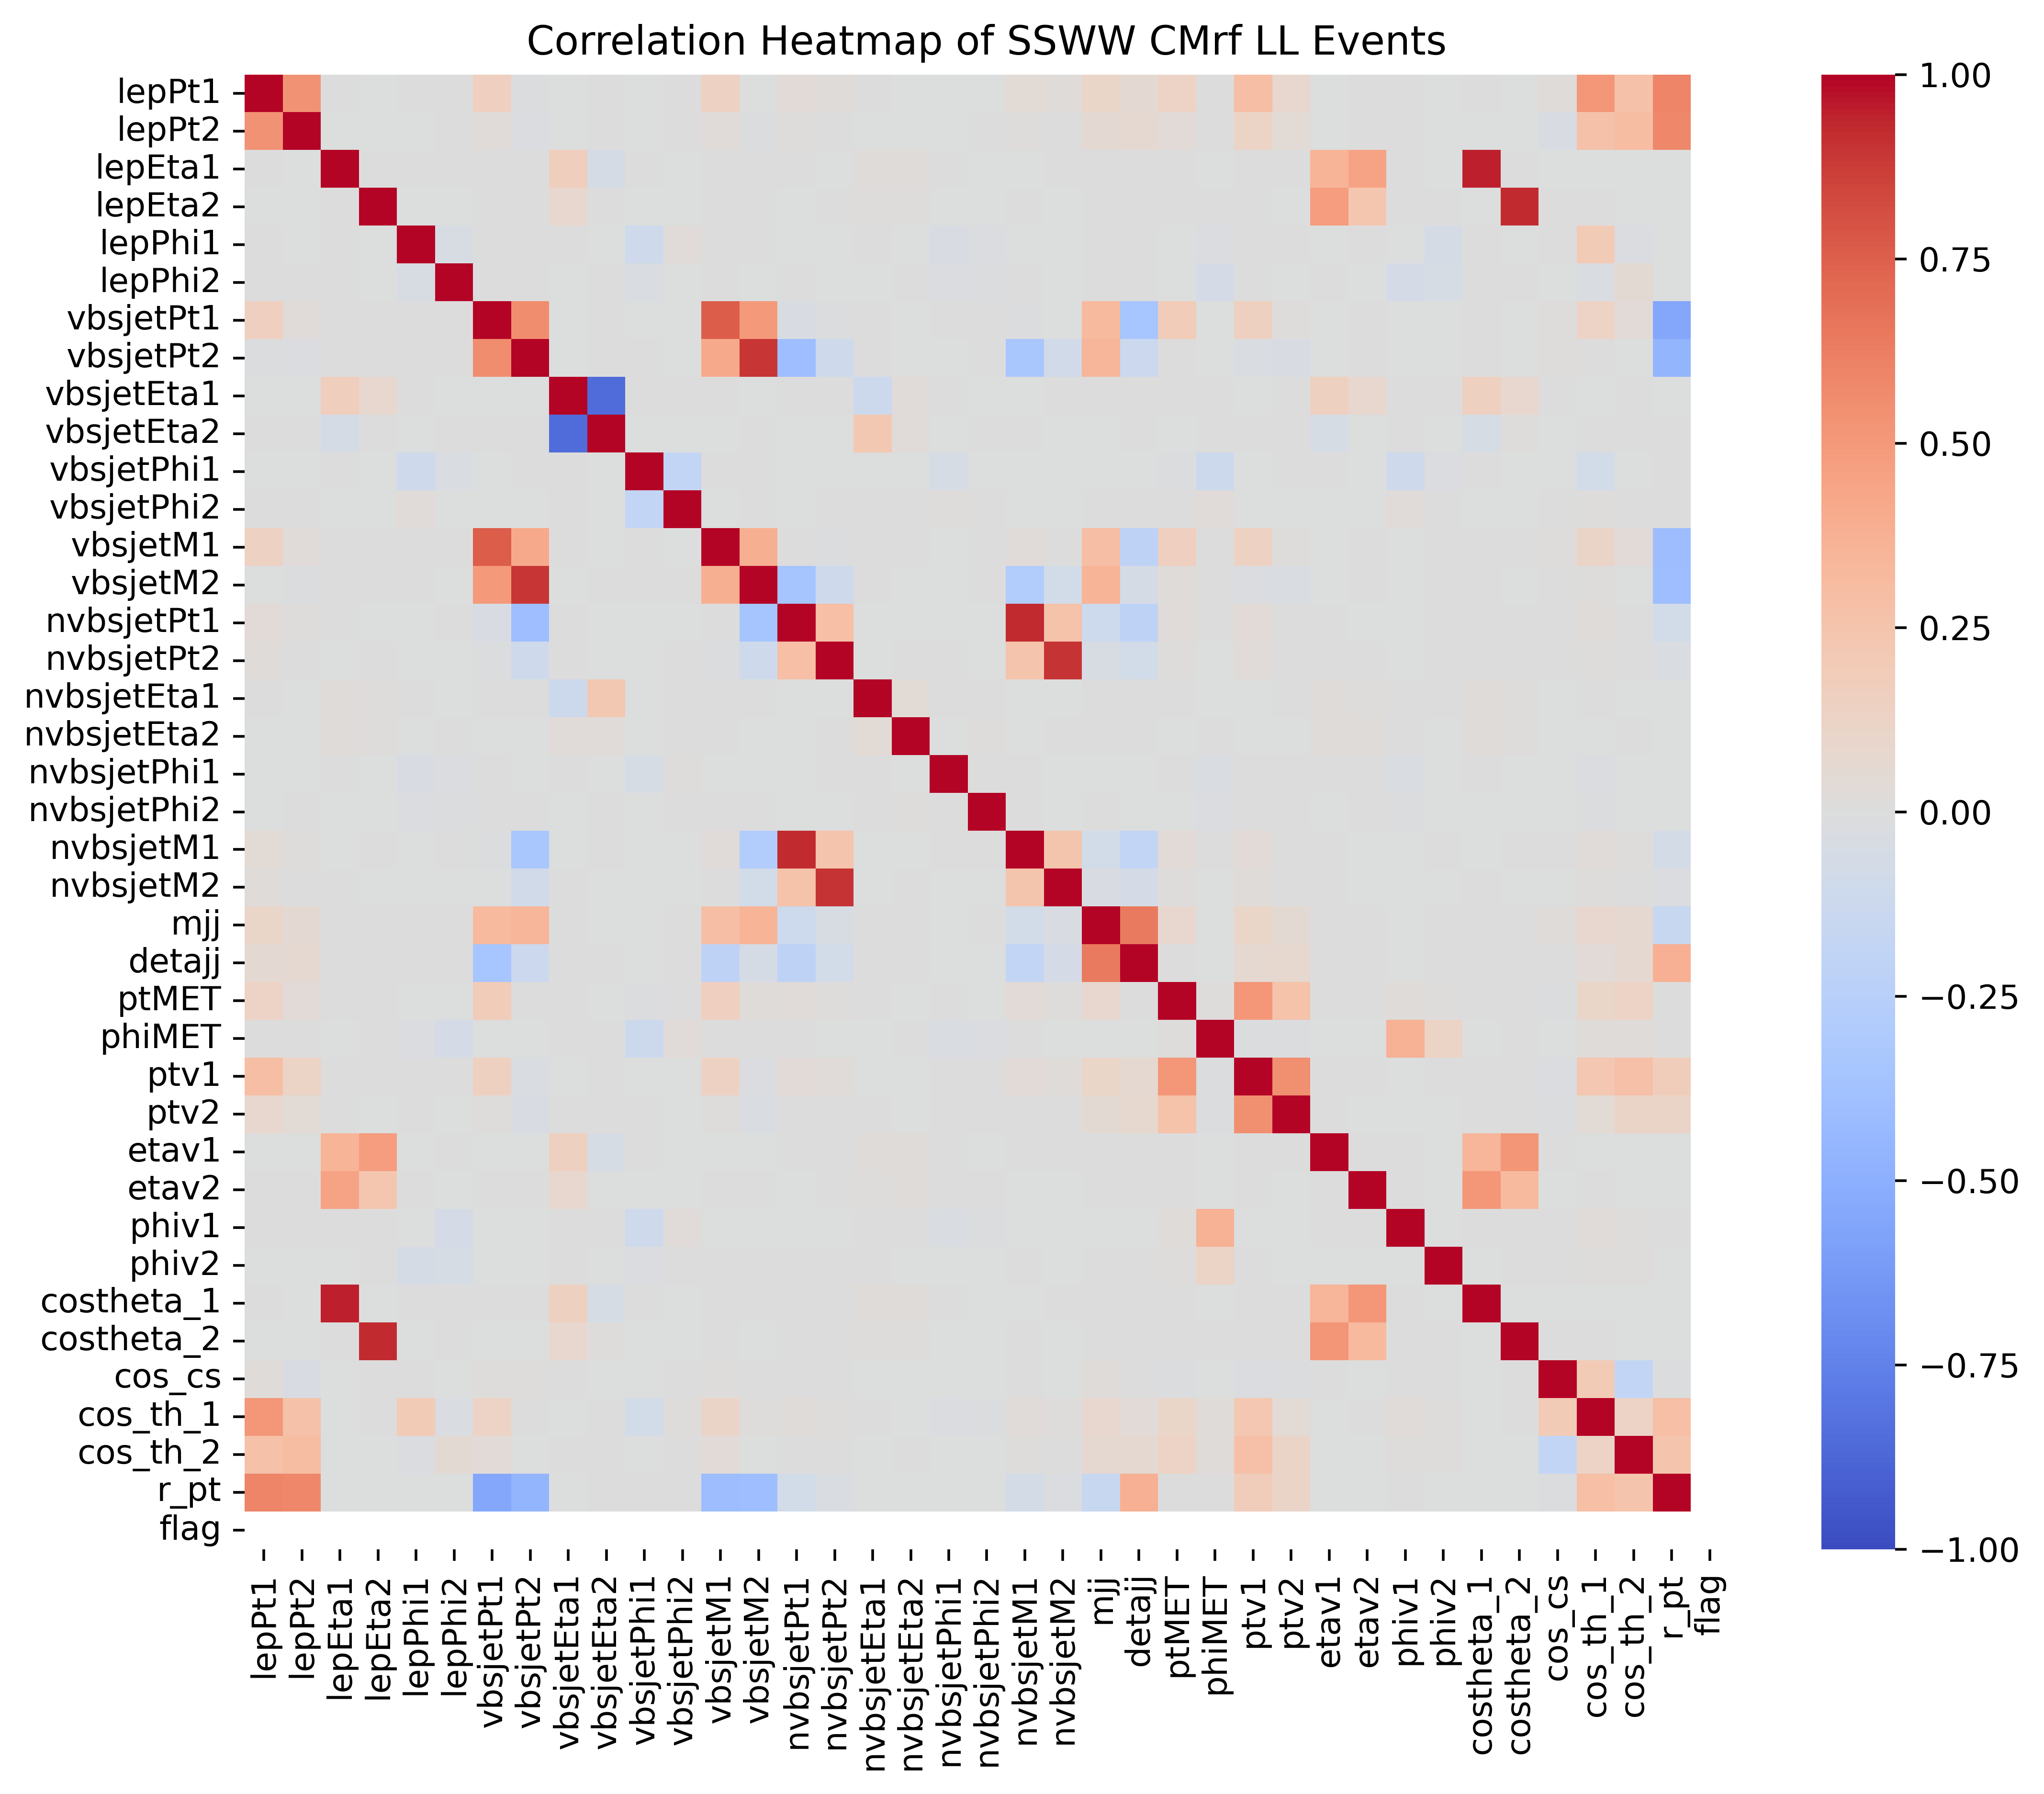 Correlation Heatmap of SSWW CMrf LL Events
lepPt1
lepPt2
lepEta1
lepEta2
lepPhi1
lepPhi2
vbsjetPt1
vbsjetPt2
vbsjetEta1
vbsjetEta2
vbsjetPhi1
vbsjetPhi2
vbsjetM1
vbsjetM2
nvbsjetPt1
nvbsjetPt2
nvbsjetEta1
nvbsjetEta2
nvbsjetPhi1
nvbsjetPhi2
nvbsjetM1
nvbsjetM2
mjj
detajj
ptMET
phiMET
ptv1
ptv2
etav1
etav2
phiv1
phiv2
costheta_1
costheta_2
cos_cs
cos_th_1
cos_th_2
r_pt
flag
lepPt1
lepPt2
lepEta1
lepEta2
lepPhi1
lepPhi2
vbsjetPt1
vbsjetPt2
vbsjetEta1
vbsjetEta2
vbsjetPhi1
vbsjetPhi2
vbsjetM1
vbsjetM2
nvbsjetPt1
nvbsjetPt2
nvbsjetEta1
nvbsjetEta2
nvbsjetPhi1
nvbsjetPhi2
nvbsjetM1
nvbsjetM2
mjj
detajj
ptMET
phiMET
ptv1
ptv2
etav1
etav2
phiv1
phiv2
costheta_1
costheta_2
cos_cs
cos_th_1
cos_th_2
r_pt
flag
1.00
0.75
0.50
0.25
0.00
−0.25
−0.50
−0.75
−1.00